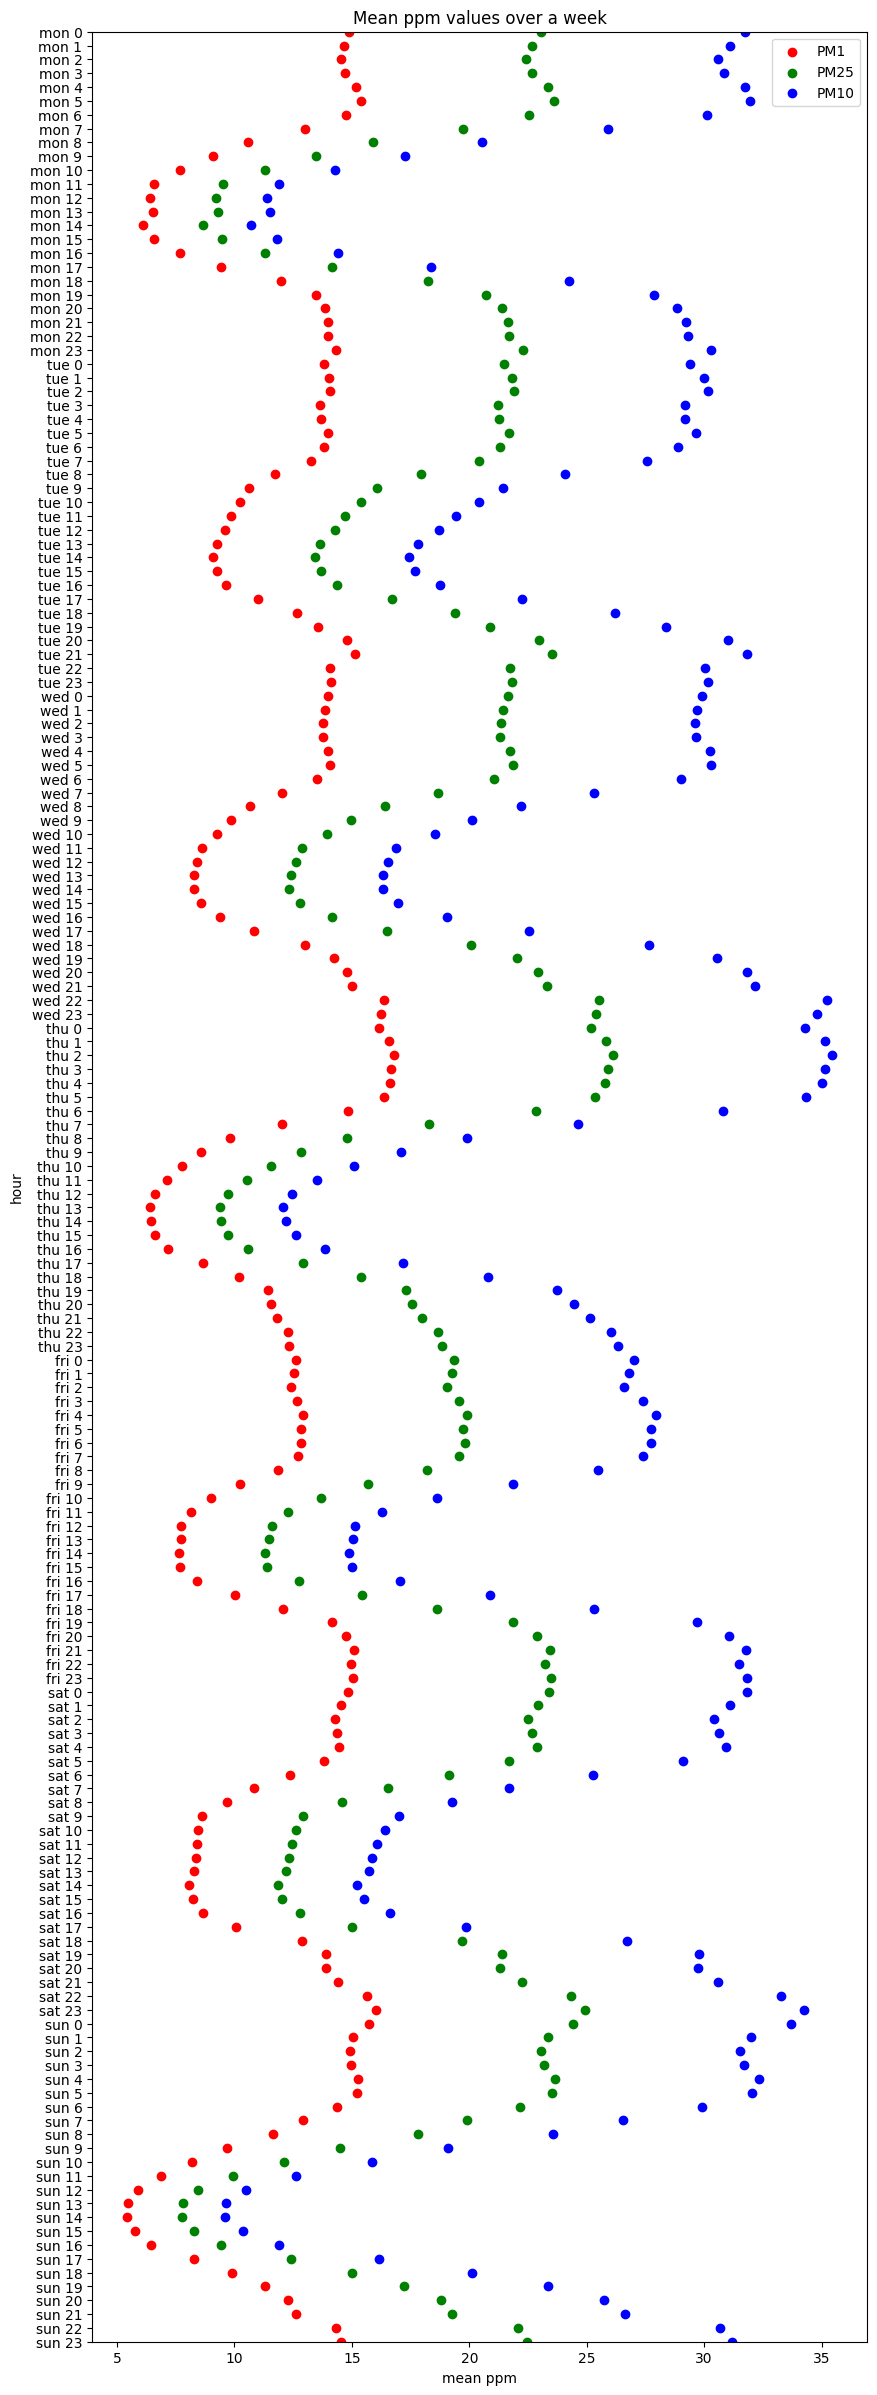 Mean ppm values over a week
PM1
PM25
PM10
mon 0
mon 1
mon 2
mon 3
mon 4
mon 5
mon 6
mon 7
mon 8
mon 9
mon 10
mon 11
mon 12
mon 13
mon 14
mon 15
mon 16
mon 17
mon 18
mon 19
mon 20
mon 21
mon 22
mon 23
tue 0
tue 1
tue 2
tue 3
tue 4
tue 5
tue 6
tue 7
tue 8
tue 9
tue 10
tue 11
tue 12
tue 13
tue 14
tue 15
tue 16
tue 17
tue 18
tue 19
tue 20
tue 21
tue 22
tue 23
wed 0
wed 1
wed 2
wed 3
wed 4
wed 5
wed 6
wed 7
wed 8
wed 9
wed 10
wed 11
wed 12
wed 13
wed 14
wed 15
wed 16
wed 17
wed 18
wed 19
wed 20
wed 21
wed 22
wed 23
thu 0
thu 1
thu 2
thu 3
thu 4
thu 5
thu 6
thu 7
thu 8
thu 9
thu 10
thu 11
thu 12
thu 13
thu 14
thu 15
thu 16
thu 17
thu 18
thu 19
thu 20
thu 21
thu 22
thu 23
fri 0
fri 1
fri 2
fri 3
fri 4
fri 5
fri 6
fri 7
fri 8
fri 9
fri 10
fri 11
fri 12
fri 13
fri 14
fri 15
fri 16
fri 17
fri 18
fri 19
fri 20
fri 21
fri 22
fri 23
sat 0
sat 1
sat 2
sat 3
sat 4
sat 5
sat 6
sat 7
sat 8
sat 9
sat 10
sat 11
sat 12
sat 13
sat 14
sat 15
sat 16
sat 17
sat 18
sat 19
sat 20
sat 21
sat 22
sat 23
sun 0
sun 1
sun 2
sun 3
sun 4
sun 5
sun 6
sun 7
sun 8
sun 9
sun 10
sun 11
sun 12
sun 13
sun 14
sun 15
sun 16
sun 17
sun 18
sun 19
sun 20
sun 21
sun 22
sun 23
hour
5 10 15 20 25 30 35
mean ppm